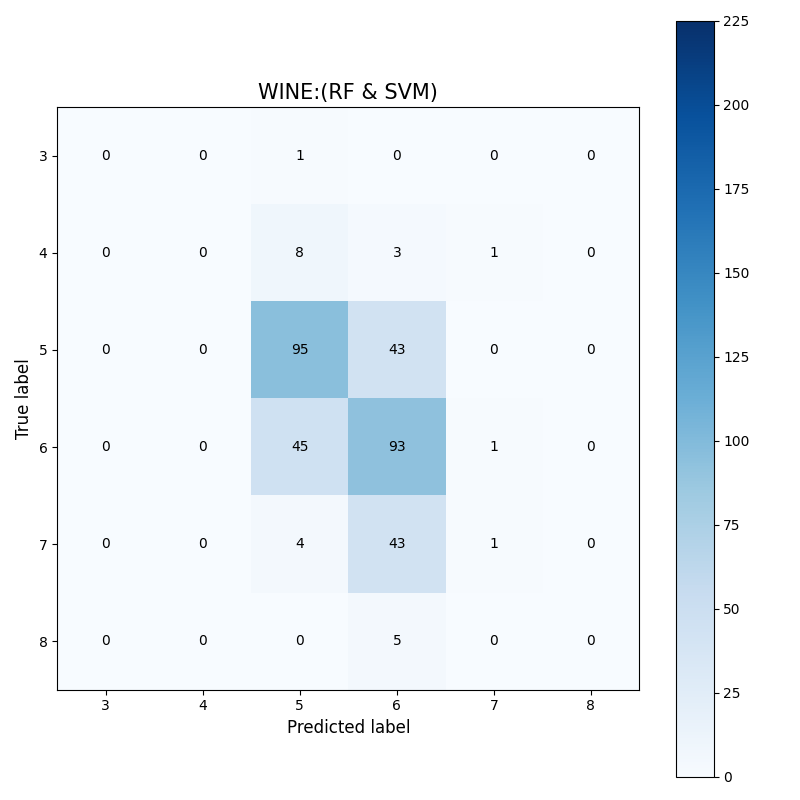 WINE:(RF & SVM)
225
200
175
150
125
100
75
50
25
0
True label
3 0 0 1 0 0 0
4 0 0 8 3 1 0
5 0 0 95 43 0 0
6 0 0 45 93 1 0
7 0 0 4 43 1 0
8 0 0 0 5 0 0
3 4 5 6 7 8
Predicted label